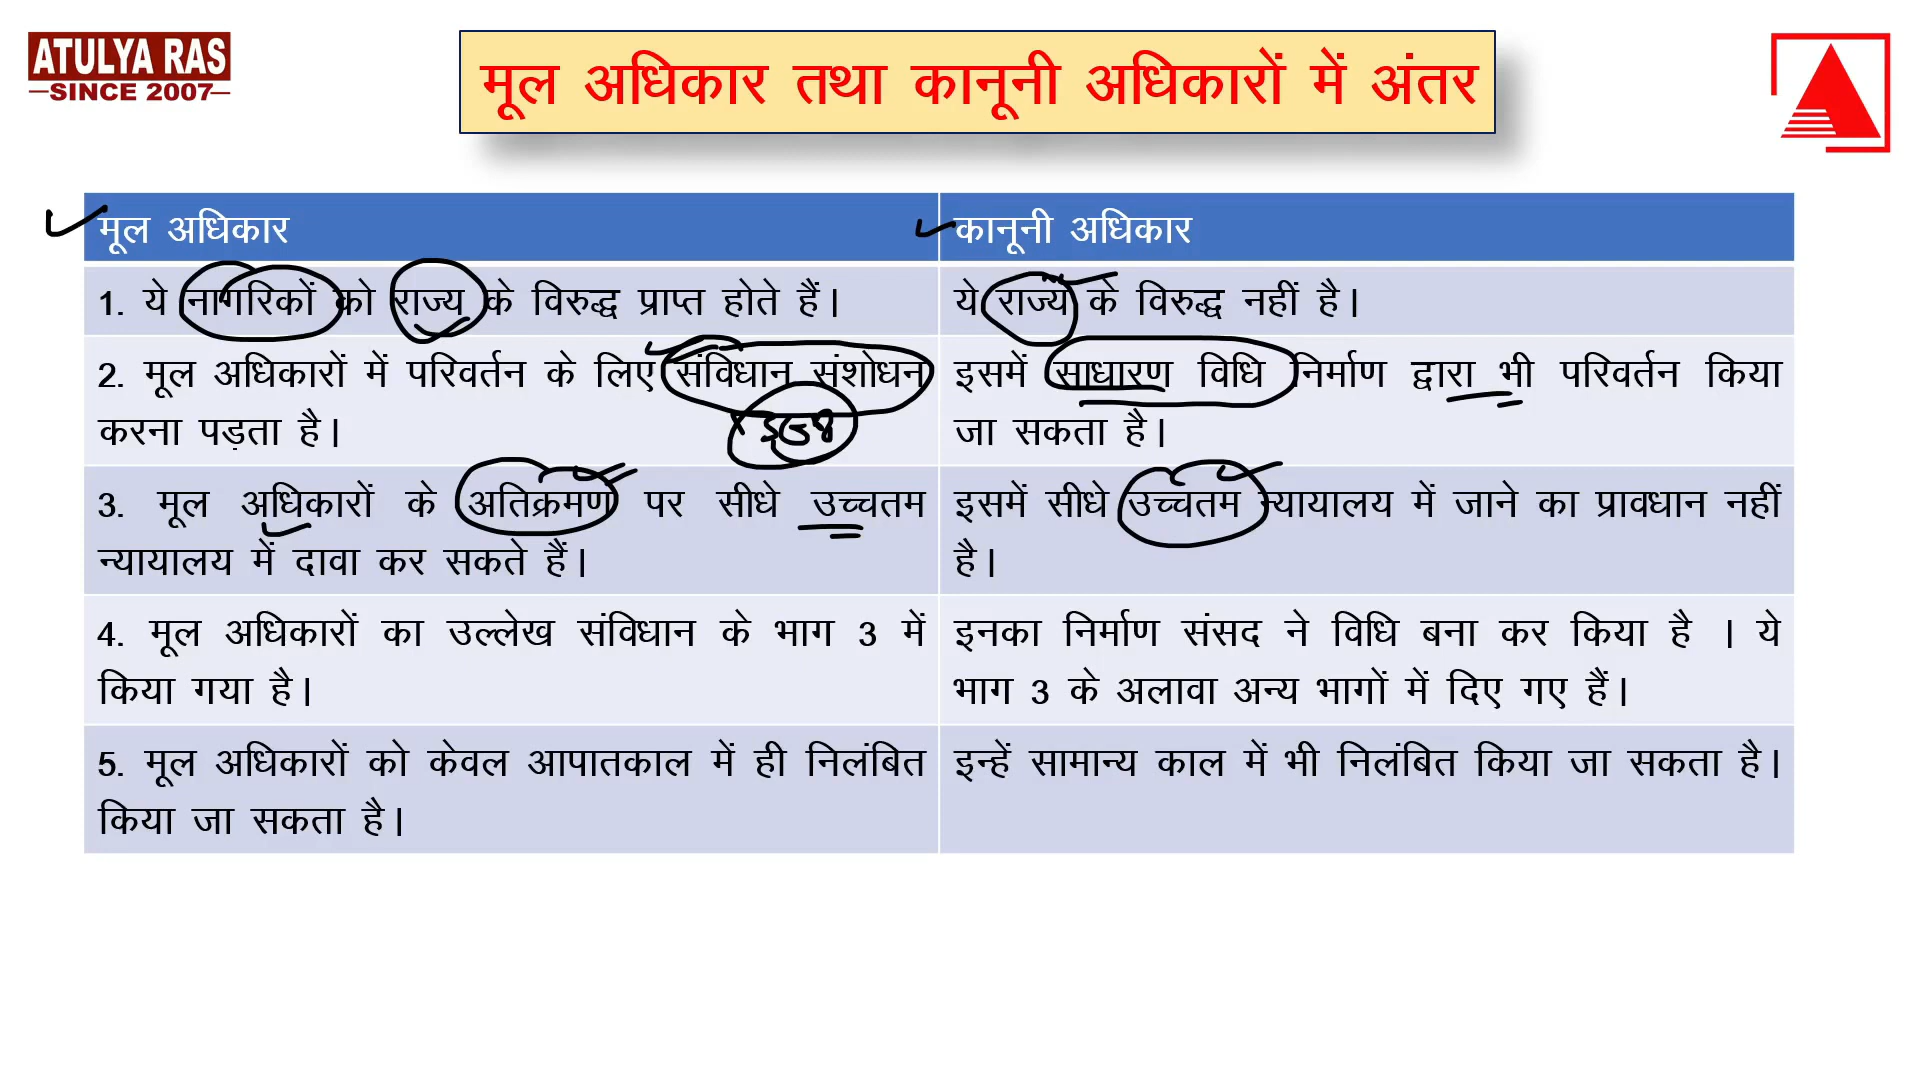 ATULYA RAS
SINCE 2007
मूल अधिकार तथा कानूनी अधिकारों में अंतर
मूल अधिकार
कानूनी अधिकार
1. ये नागरिकों को राज्य के विरुद्ध प्राप्त होते हैं।
ये राज्य के विरुद्ध नहीं है।
2. मूल अधिकारों में परिवर्तन के लिए संविधान संशोधन
करना पड़ता है।
368
इसमें साधारण विधि निर्माण द्वारा भी परिवर्तन किया
जा सकता है।
3. मूल अधिकारों के अतिक्रमण पर सीधे उच्चतम
न्यायालय में दावा कर सकते हैं।
इसमें सीधे उच्चतम न्यायालय में जाने का प्रावधान नहीं
है।
4. मूल अधिकारों का उल्लेख संविधान के भाग 3 में
किया गया है।
इनका निर्माण संसद ने विधि बना कर किया है । ये
भाग 3 के अलावा अन्य भागों में दिए गए हैं।
5. मूल अधिकारों को केवल आपातकाल में ही निलंबित
किया जा सकता है।
इन्हें सामान्य काल में भी निलंबित किया जा सकता है।